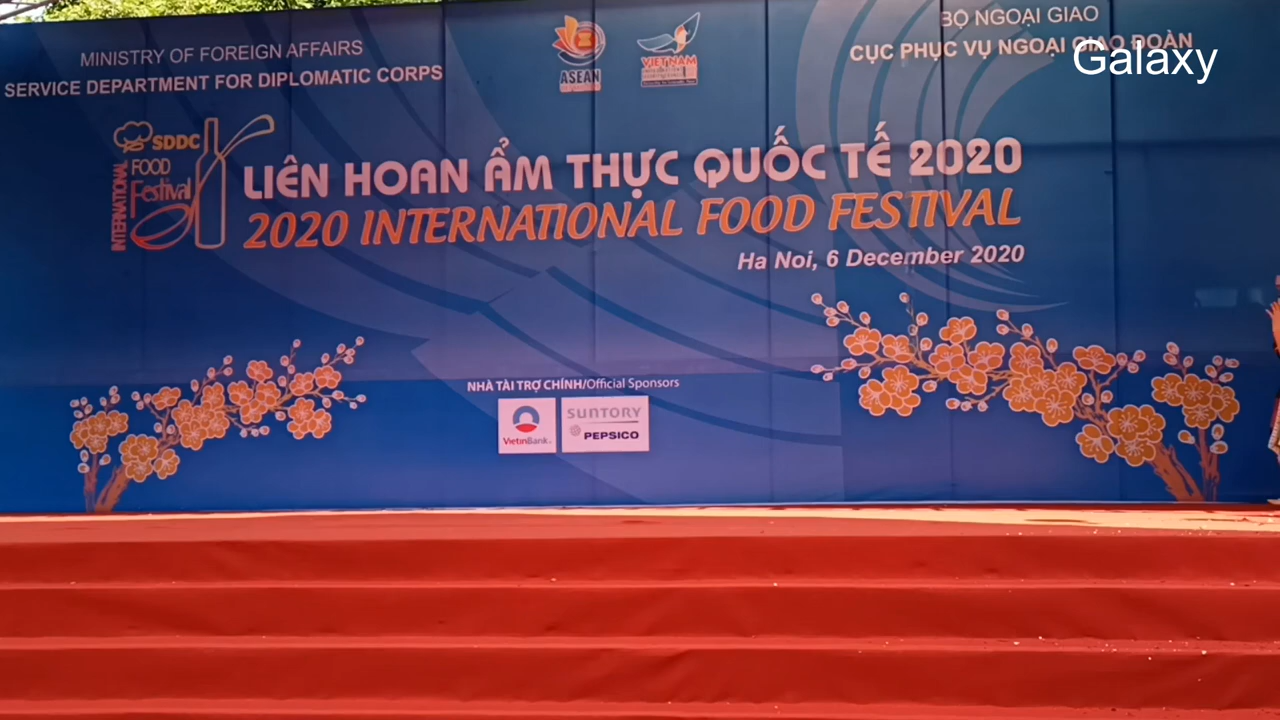 MINISTRY OF FOREIGN AFFAIRS
SERVICE DEPARTMENT FOR DIPLOMATIC CORPS
ASEAN
VIET NAM
BỘ NGOẠI GIAO
CỤC PHỤC VỤ NGOẠI GIAO ĐOÀN
Galaxy
SDDC
INTERNATIONAL
FOOD
Festival
LIÊN HOAN ẨM THỰC QUỐC TẾ 2020
2020 INTERNATIONAL FOOD FESTIVAL
Ha Noi, 6 December 2020
NHÀ TÀI TRỢ CHÍNH/Official Sponsors
VietinBank
SUNTORY
PEPSICO